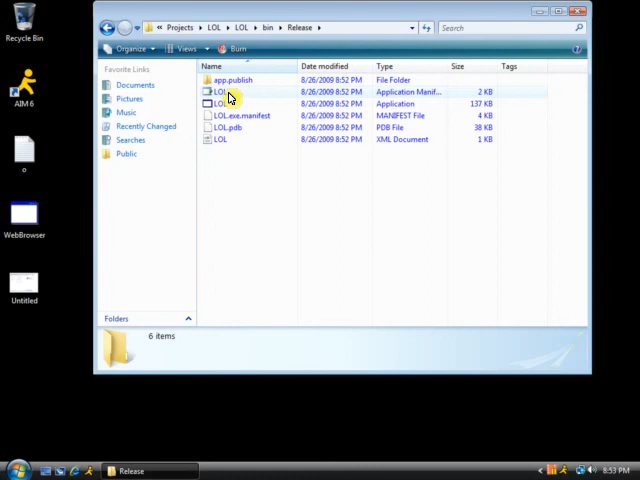 Recycle Bin
AIM 6
o
WebBrowser
Untitled
« Projects LOL LOL bin Release
Search
Organize Views Burn
Favorite Links
Documents
Pictures
Music
Recently Changed
Searches
Public
Folders
Name Date modified Type Size Tags
app.publish 8/26/2009 8:52 PM File Folder
LOL 8/26/2009 8:52 PM Application Manif... 2 KB
LOL 8/26/2009 8:52 PM Application 137 KB
LOL.exe.manifest 8/26/2009 8:52 PM MANIFEST File 4 KB
LOL.pdb 8/26/2009 8:52 PM PDB File 38 KB
LOL 8/26/2009 8:52 PM XML Document 1 KB
6 items
Release
8:53 PM